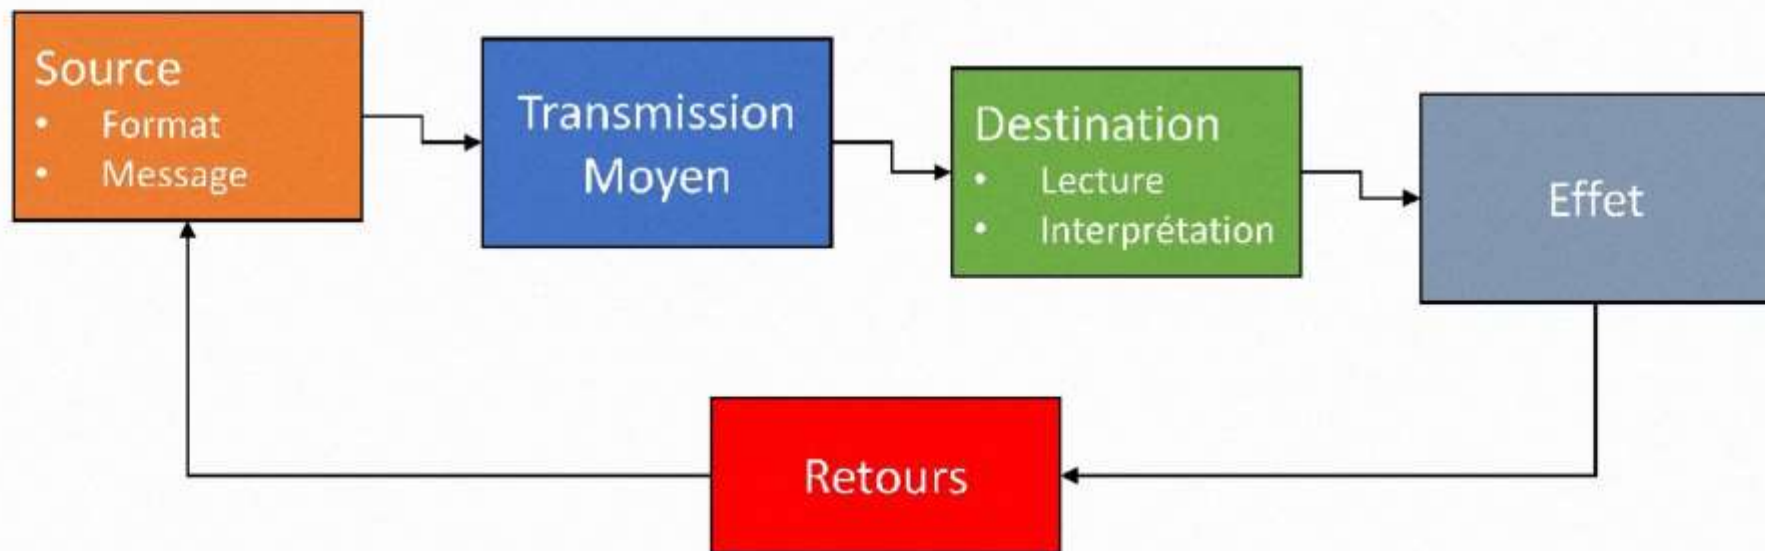 Source
• Format
• Message
Transmission
Moyen
Destination
• Lecture
• Interprétation
Effet
Retours